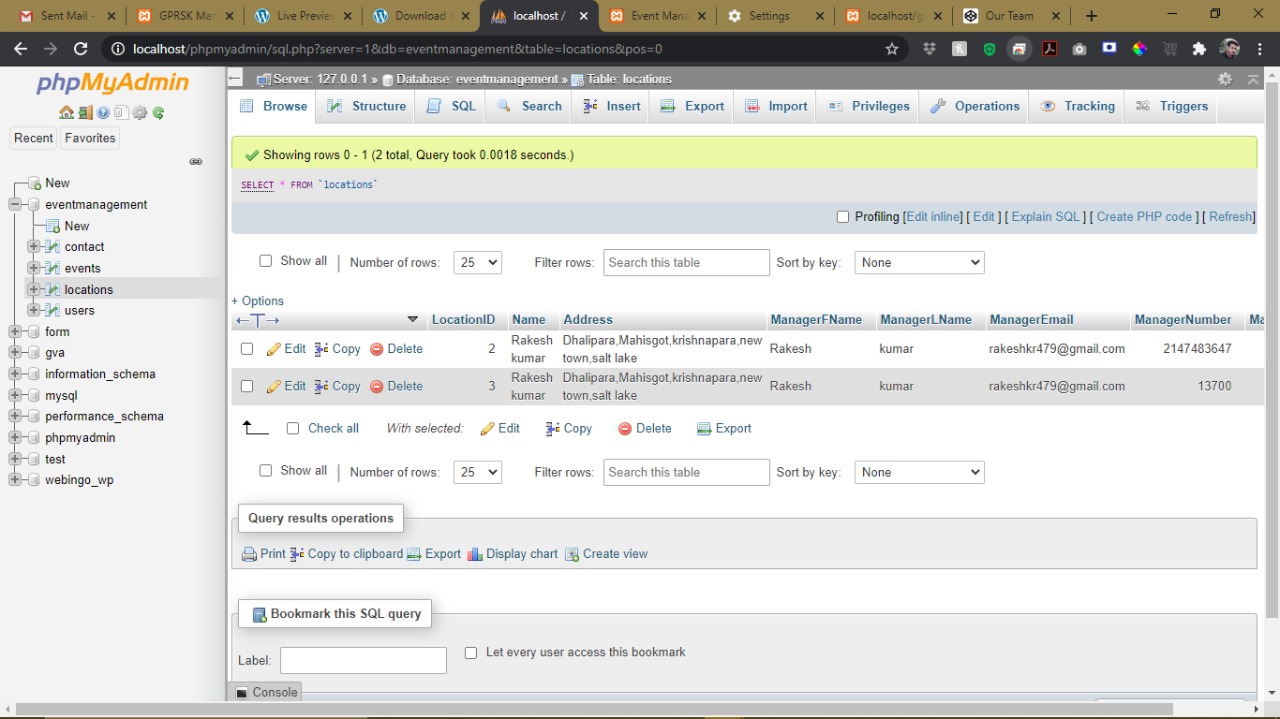 Sent Mail -
GPRSK Mar
Live Preview
Download F
localhost /
Event Mana
Settings
localhost/g
Our Team
localhost/phpmyadmin/sql.php?server=1&db=eventmanagement&table=locations&pos=0
phpMyAdmin
Recent
Favorites
New
eventmanagement
New
contact
events
locations
users
form
gva
information_schema
mysql
performance_schema
phpmyadmin
test
webingo_wp
Server: 127.0.0.1 » Database: eventmanagement » Table: locations
Browse Structure SQL Search Insert Export Import Privileges Operations Tracking Triggers
Showing rows 0 - 1 (2 total, Query took 0.0018 seconds.)
SELECT * FROM `locations`
Profiling [Edit inline] [ Edit ] [ Explain SQL ] [ Create PHP code ] [ Refresh]
Show all | Number of rows: 25 Filter rows: Search this table Sort by key: None
+ Options
←T→ LocationID Name Address ManagerFName ManagerLName ManagerEmail ManagerNumber Ma
Edit Copy Delete 2 Rakesh kumar Dhalipara,Mahisgot,krishnapara,new town,salt lake Rakesh kumar rakeshkr479@gmail.com 2147483647
Edit Copy Delete 3 Rakesh kumar Dhalipara,Mahisgot,krishnapara,new town,salt lake Rakesh kumar rakeshkr479@gmail.com 13700
Check all With selected: Edit Copy Delete Export
Show all | Number of rows: 25 Filter rows: Search this table Sort by key: None
Query results operations
Print Copy to clipboard Export Display chart Create view
Bookmark this SQL query
Label: Let every user access this bookmark
Console